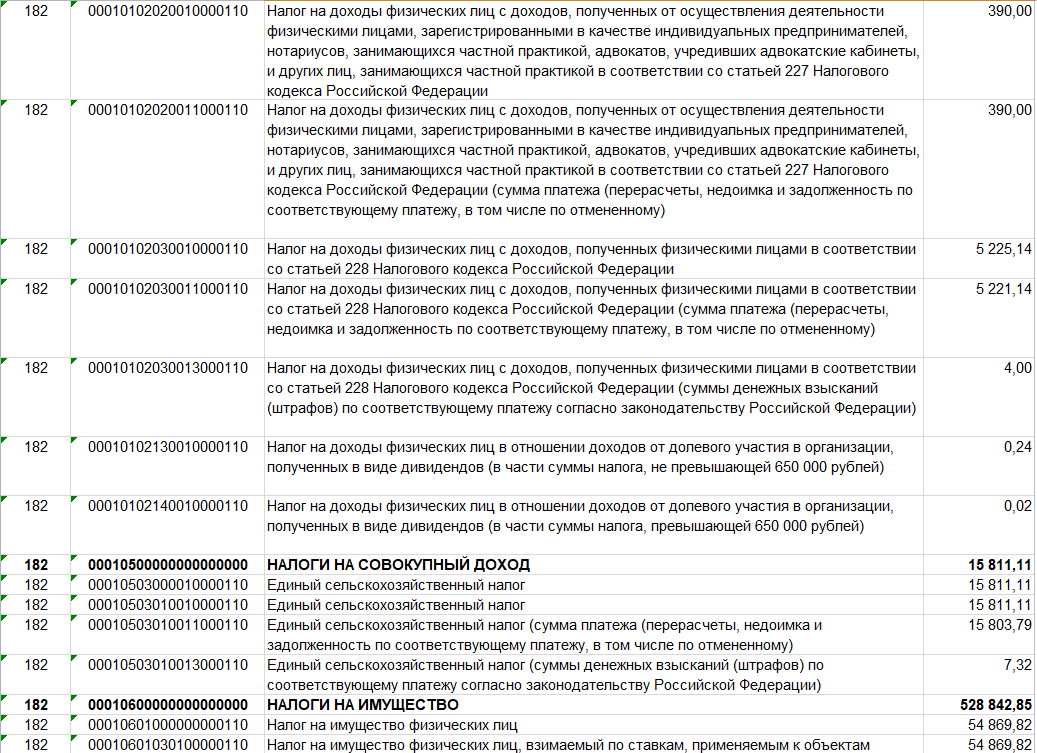 182 00010102020010000110 Налог на доходы физических лиц с доходов, полученных от осуществления деятельности 390,00
физическими лицами, зарегистрированными в качестве индивидуальных предпринимателей,
нотариусов, занимающихся частной практикой, адвокатов, учредивших адвокатские кабинеты,
и других лиц, занимающихся частной практикой в соответствии со статьей 227 Налогового
кодекса Российской Федерации
182 00010102020011000110 Налог на доходы физических лиц с доходов, полученных от осуществления деятельности 390,00
физическими лицами, зарегистрированными в качестве индивидуальных предпринимателей,
нотариусов, занимающихся частной практикой, адвокатов, учредивших адвокатские кабинеты,
и других лиц, занимающихся частной практикой в соответствии со статьей 227 Налогового
кодекса Российской Федерации (сумма платежа (перерасчеты, недоимка и задолженность по
соответствующему платежу, в том числе по отмененному)
182 00010102030010000110 Налог на доходы физических лиц с доходов, полученных физическими лицами в соответствии 5 225,14
со статьей 228 Налогового кодекса Российской Федерации
182 00010102030011000110 Налог на доходы физических лиц с доходов, полученных физическими лицами в соответствии 5 221,14
со статьей 228 Налогового кодекса Российской Федерации (сумма платежа (перерасчеты,
недоимка и задолженность по соответствующему платежу, в том числе по отмененному)
182 00010102030013000110 Налог на доходы физических лиц с доходов, полученных физическими лицами в соответствии 4,00
со статьей 228 Налогового кодекса Российской Федерации (суммы денежных взысканий
(штрафов) по соответствующему платежу согласно законодательству Российской Федерации)
182 00010102130010000110 Налог на доходы физических лиц в отношении доходов от долевого участия в организации, 0,24
полученных в виде дивидендов (в части суммы налога, не превышающей 650 000 рублей)
182 00010102140010000110 Налог на доходы физических лиц в отношении доходов от долевого участия в организации, 0,02
полученных в виде дивидендов (в части суммы налога, превышающей 650 000 рублей)
182 00010500000000000000 НАЛОГИ НА СОВОКУПНЫЙ ДОХОД 15 811,11
182 00010503000010000110 Единый сельскохозяйственный налог 15 811,11
182 00010503010010000110 Единый сельскохозяйственный налог 15 811,11
182 00010503010011000110 Единый сельскохозяйственный налог (сумма платежа (перерасчеты, недоимка и 15 803,79
задолженность по соответствующему платежу, в том числе по отмененному)
182 00010503010013000110 Единый сельскохозяйственный налог (суммы денежных взысканий (штрафов) по 7,32
соответствующему платежу согласно законодательству Российской Федерации)
182 00010600000000000000 НАЛОГИ НА ИМУЩЕСТВО 528 842,85
182 00010601000000000110 Налог на имущество физических лиц 54 869,82
182 00010601030100000110 Налог на имущество физических лиц, взимаемый по ставкам, применяемым к объектам 54 869,82